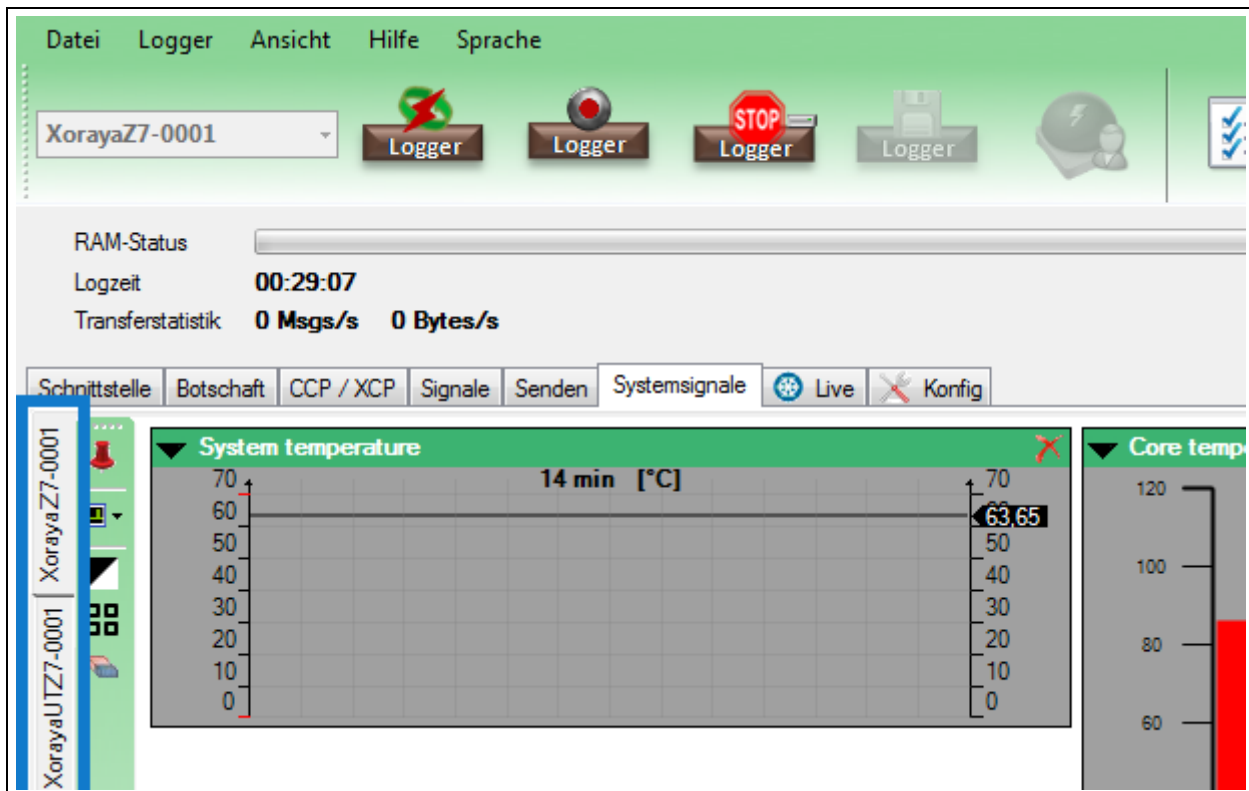 Datei Logger Ansicht Hilfe Sprache
XorayaZ7-0001 Logger Logger STOP Logger Logger
RAM-Status
Logzeit 00:29:07
Transferstatistik 0 Msgs/s 0 Bytes/s
Schnittstelle Botschaft CCP / XCP Signale Senden Systemsignale Live Konfig
XorayaZ7-0001
XorayaUTZ7-0001
System temperature
14 min [°C]
70 70
60 63,65
50 50
40 40
30 30
20 20
10 10
0 0
Core temp
120
100
80
60